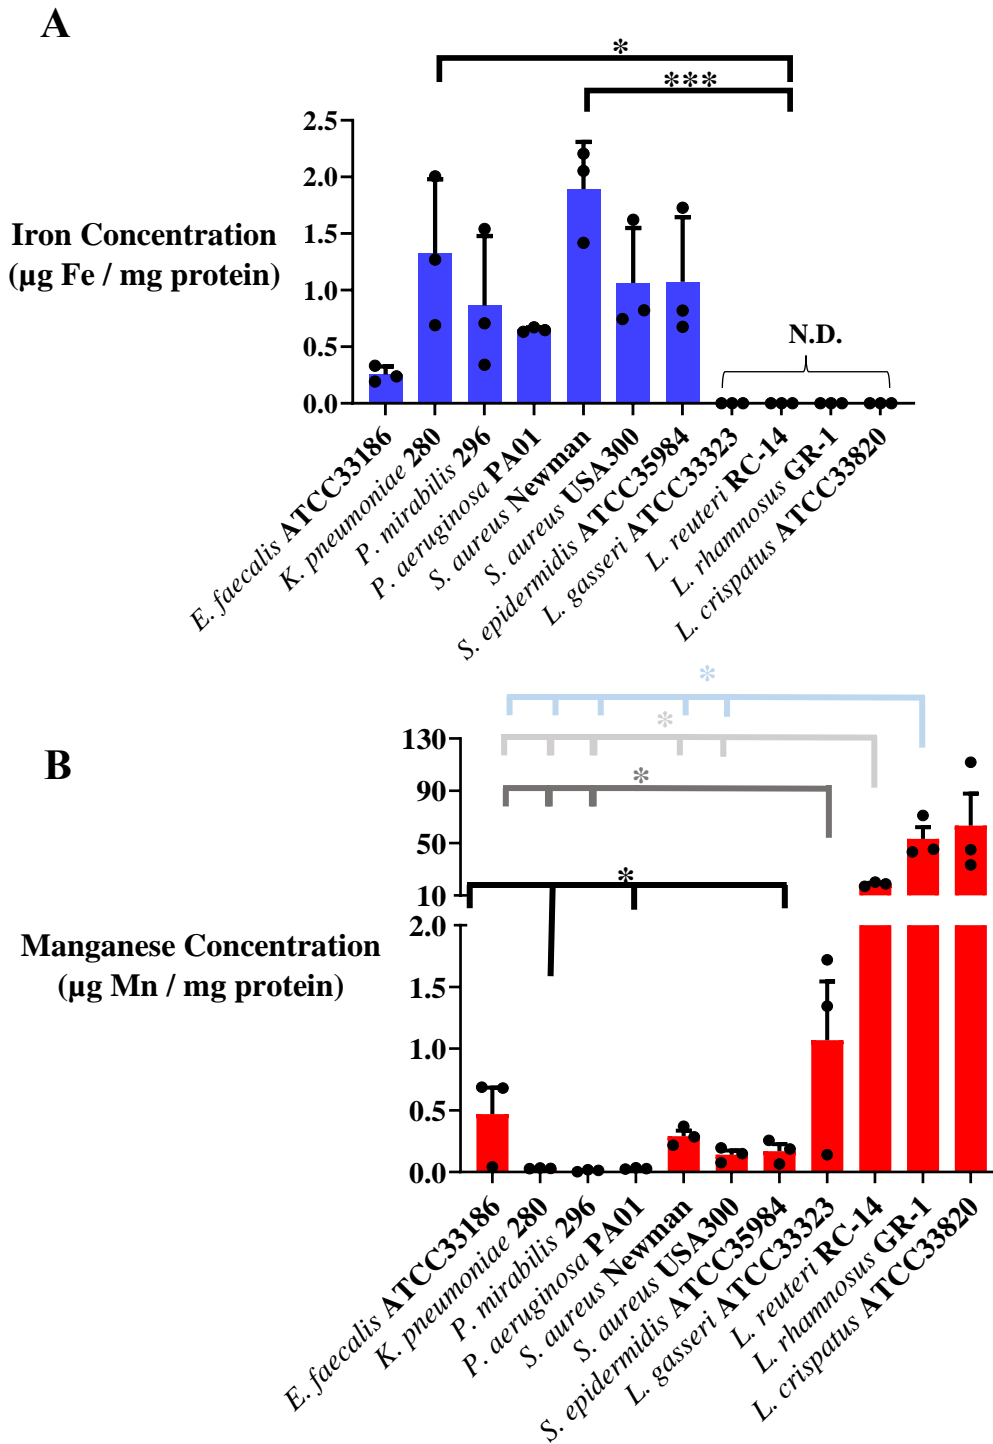 A
*
***
2.5
2.0
1.5
1.0
0.5
0.0
Iron Concentration
(µg Fe / mg protein)
N.D.
E. faecalis ATCC33186
K. pneumoniae 280
P. mirabilis 296
P. aeruginosa PA01
S. aureus Newman
S. aureus USA300
S. epidermidis ATCC35984
L. gasseri ATCC33323
L. reuteri RC-14
L. rhamnosus GR-1
L. crispatus ATCC33820
B
*
*
*
*
130
90
50
10
2.0
1.5
1.0
0.5
0.0
Manganese Concentration
(µg Mn / mg protein)
E. faecalis ATCC33186
K. pneumoniae 280
P. mirabilis 296
P. aeruginosa PA01
S. aureus Newman
S. aureus USA300
S. epidermidis ATCC35984
L. gasseri ATCC33323
L. reuteri RC-14
L. rhamnosus GR-1
L. crispatus ATCC33820